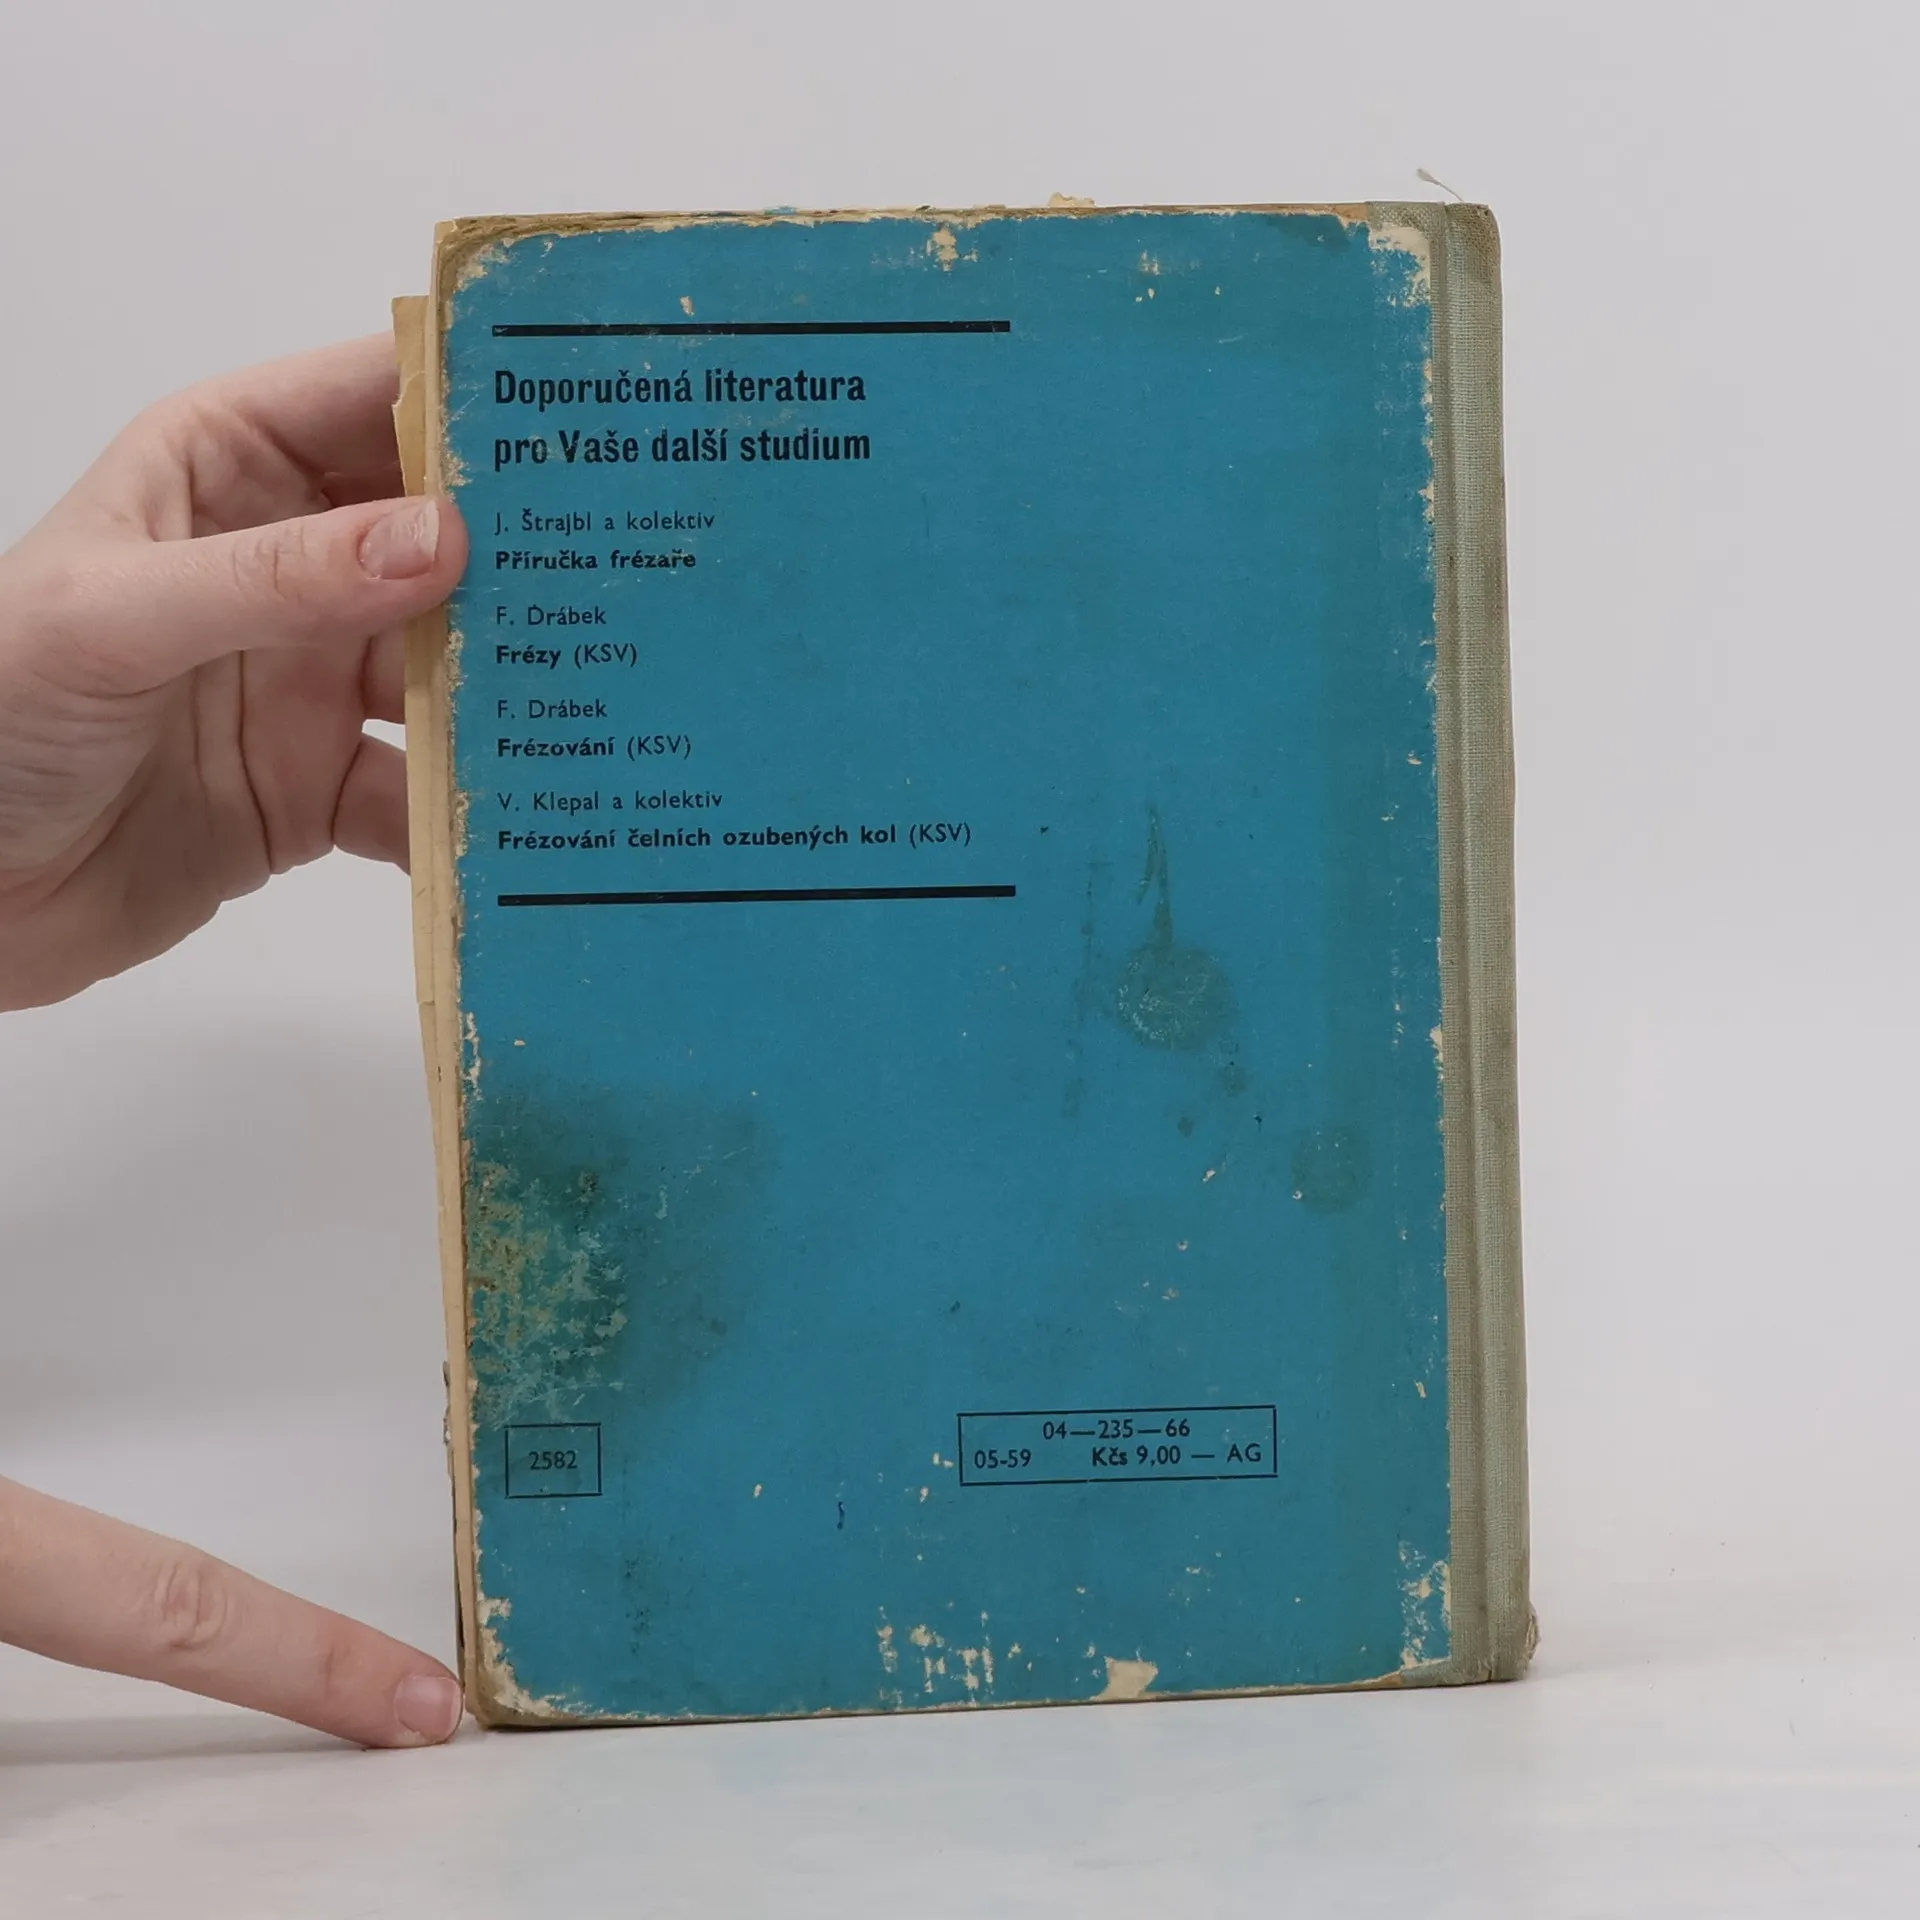 Doporučená literatura
pro Vaše další studium
J. Štrajbl a kolektiv
Příručka frézaře
F. Drábek
Frézy (KSV)
F. Drábek
Frézování (KSV)
V. Klepal a kolektiv
Frézování čelních ozubených kol (KSV)
2582
04—235—66
05-59 Kčs 9,00 — AG